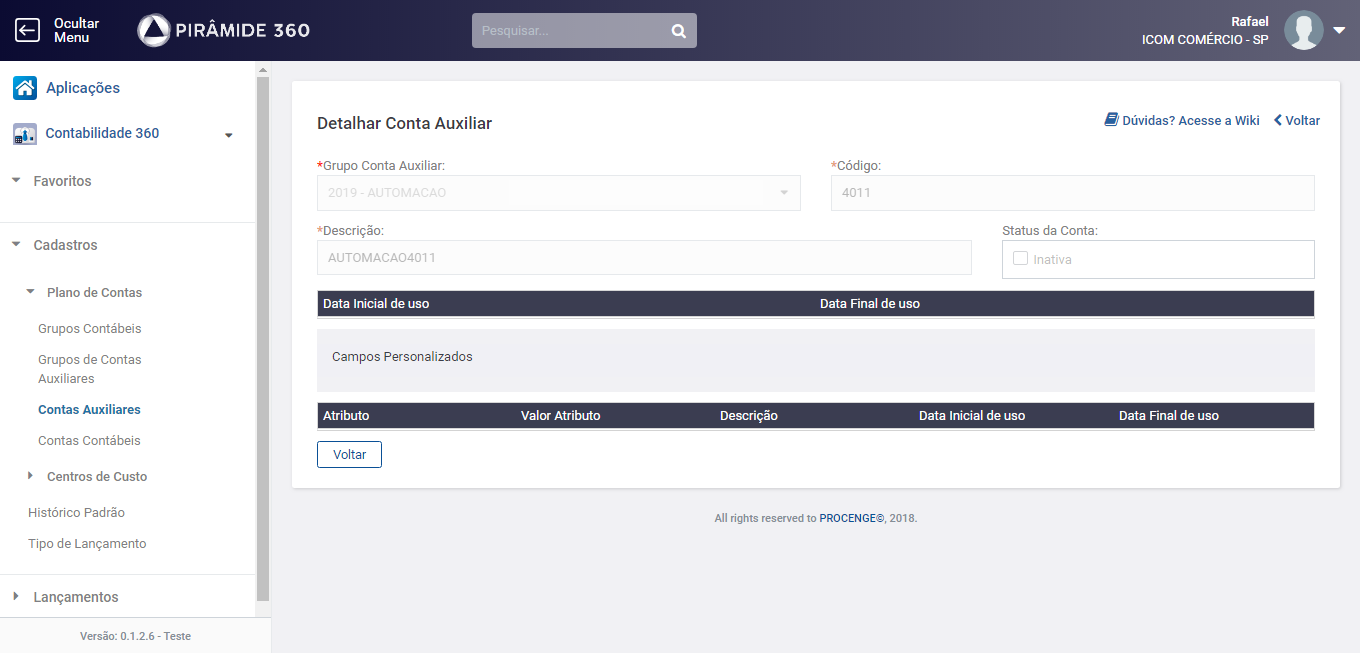 Ocultar
Menu
PIRÂMIDE 360
Pesquisar...
Rafael
ICOM COMÉRCIO - SP
Aplicações
Contabilidade 360
Favoritos
Cadastros
Plano de Contas
Grupos Contábeis
Grupos de Contas
Auxiliares
Contas Auxiliares
Contas Contábeis
Centros de Custo
Histórico Padrão
Tipo de Lançamento
Lançamentos
Versão: 0.1.2.6 - Teste
Detalhar Conta Auxiliar
Dúvidas? Acesse a Wiki
Voltar
*Grupo Conta Auxiliar:
*Código:
2019 - AUTOMACAO
4011
*Descrição:
Status da Conta:
AUTOMACAO4011
Inativa
Data Inicial de uso
Data Final de uso
Campos Personalizados
Atributo
Valor Atributo
Descrição
Data Inicial de uso
Data Final de uso
Voltar
All rights reserved to PROCENGE©, 2018.